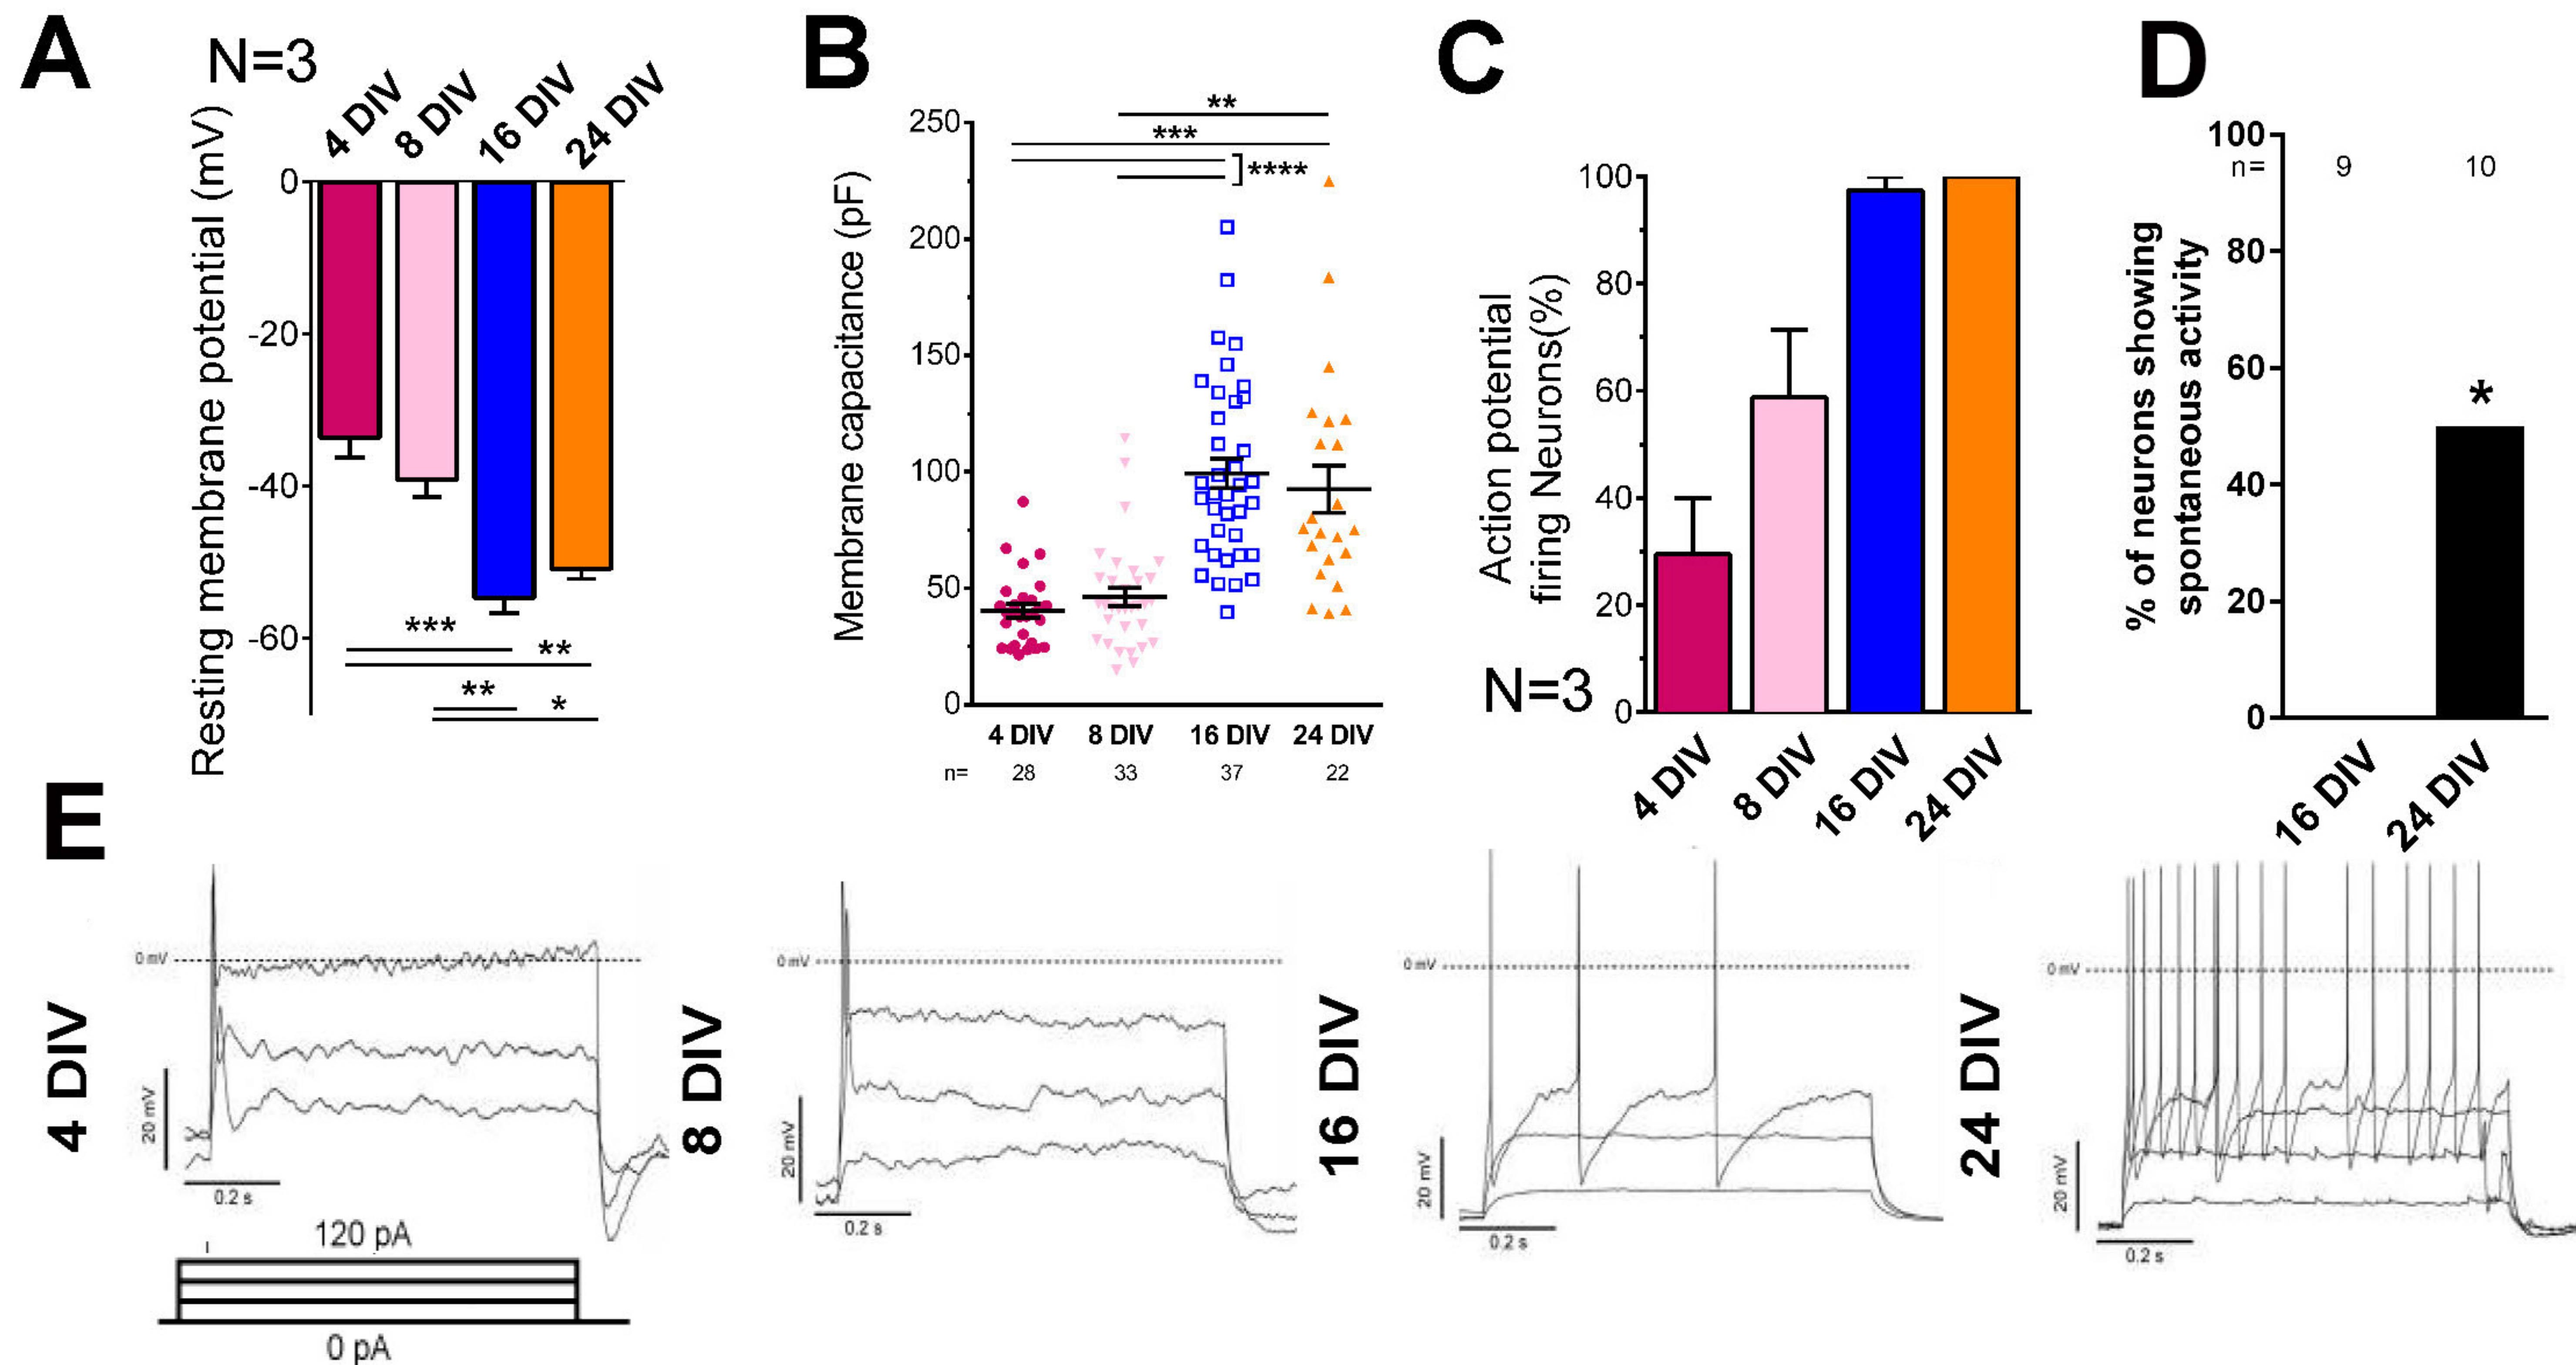 A
N=3
4 DIV
8 DIV
16 DIV
24 DIV
Resting membrane potential (mV)
0
-20
-40
-60
***
**
**
*
B
**
***
****
Membrane capacitance (pF)
250
200
150
100
50
0
4 DIV 8 DIV 16 DIV 24 DIV
n= 28 33 37 22
C
Action potential
firing Neurons(%)
100
80
60
40
20
0
N=3
4 DIV
8 DIV
16 DIV
24 DIV
D
% of neurons showing
spontaneous activity
100
n= 9 10
80
60
40
20
0
*
16 DIV
24 DIV
E
4 DIV
0 mV
20 mV
0.2 s
120 pA
0 pA
8 DIV
0 mV
20 mV
0.2 s
16 DIV
0 mV
20 mV
0.2 s
24 DIV
0 mV
20 mV
0.2 s